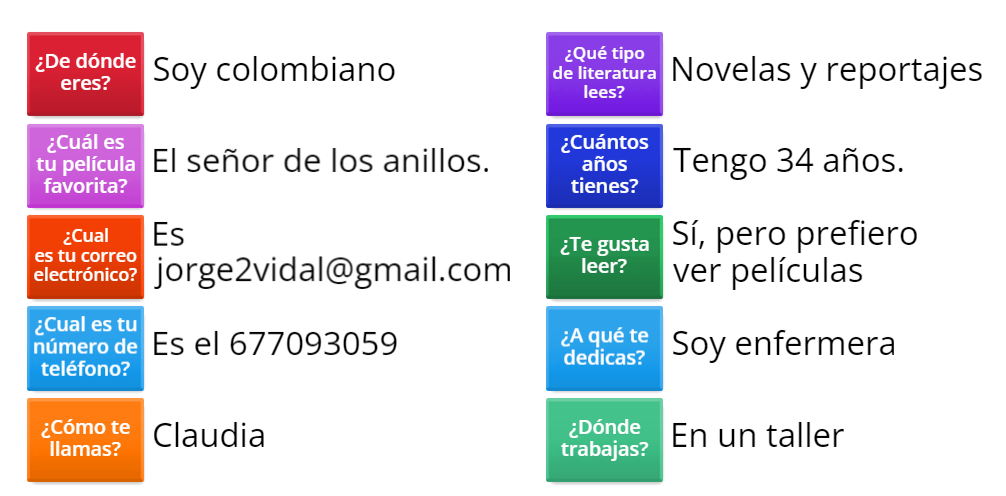 ¿De dónde
eres?
Soy colombiano
¿Cuál es
tu película
favorita?
El señor de los anillos.
¿Cual
es tu correo
electrónico?
Es
jorge2vidal@gmail.com
¿Cual es tu
número de
teléfono?
Es el 677093059
¿Cómo te
llamas?
Claudia
¿Qué tipo
de literatura
lees?
Novelas y reportajes
¿Cuántos
años
tienes?
Tengo 34 años.
¿Te gusta
leer?
Sí, pero prefiero
ver películas
¿A qué te
dedicas?
Soy enfermera
¿Dónde
trabajas?
En un taller